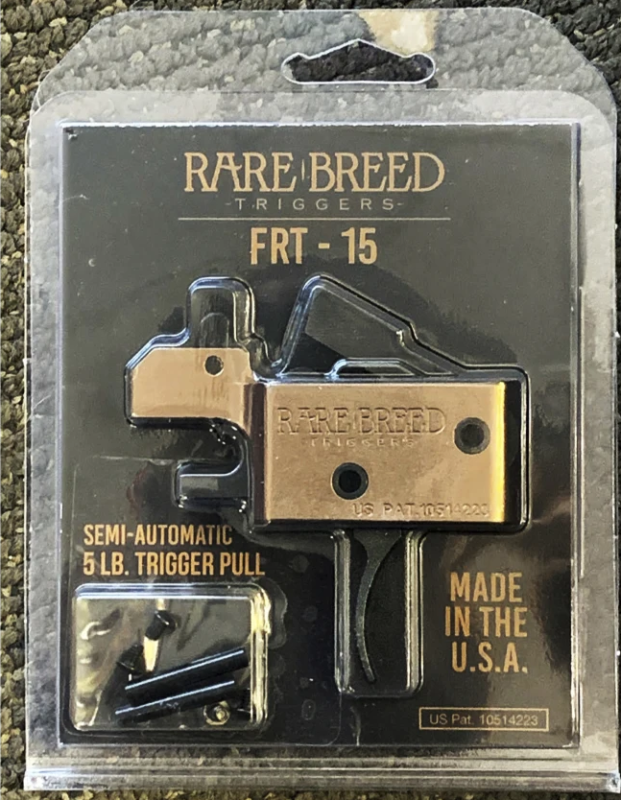 RARE BREED
TRIGGERS
FRT - 15
RARE BREED
TRIGGERS
US PAT.10514223
SEMI-AUTOMATIC
5 LB. TRIGGER PULL
MADE
IN THE
U.S.A.
US Pat. 10514223